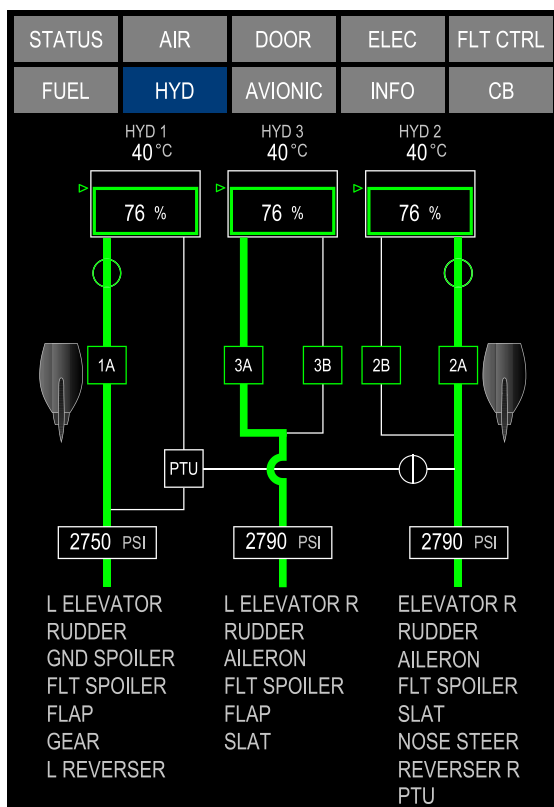 STATUS AIR DOOR ELEC FLT CTRL
FUEL HYD AVIONIC INFO CB
HYD 1 HYD 3 HYD 2
40 °C 40 °C 40 °C
76 % 76 % 76 %
1A 3A 3B 2B 2A
PTU
2750 PSI 2790 PSI 2790 PSI
L ELEVATOR L ELEVATOR R ELEVATOR R
RUDDER RUDDER RUDDER
GND SPOILER AILERON AILERON
FLT SPOILER FLT SPOILER FLT SPOILER
FLAP FLAP SLAT
GEAR SLAT NOSE STEER
L REVERSER REVERSER R
PTU